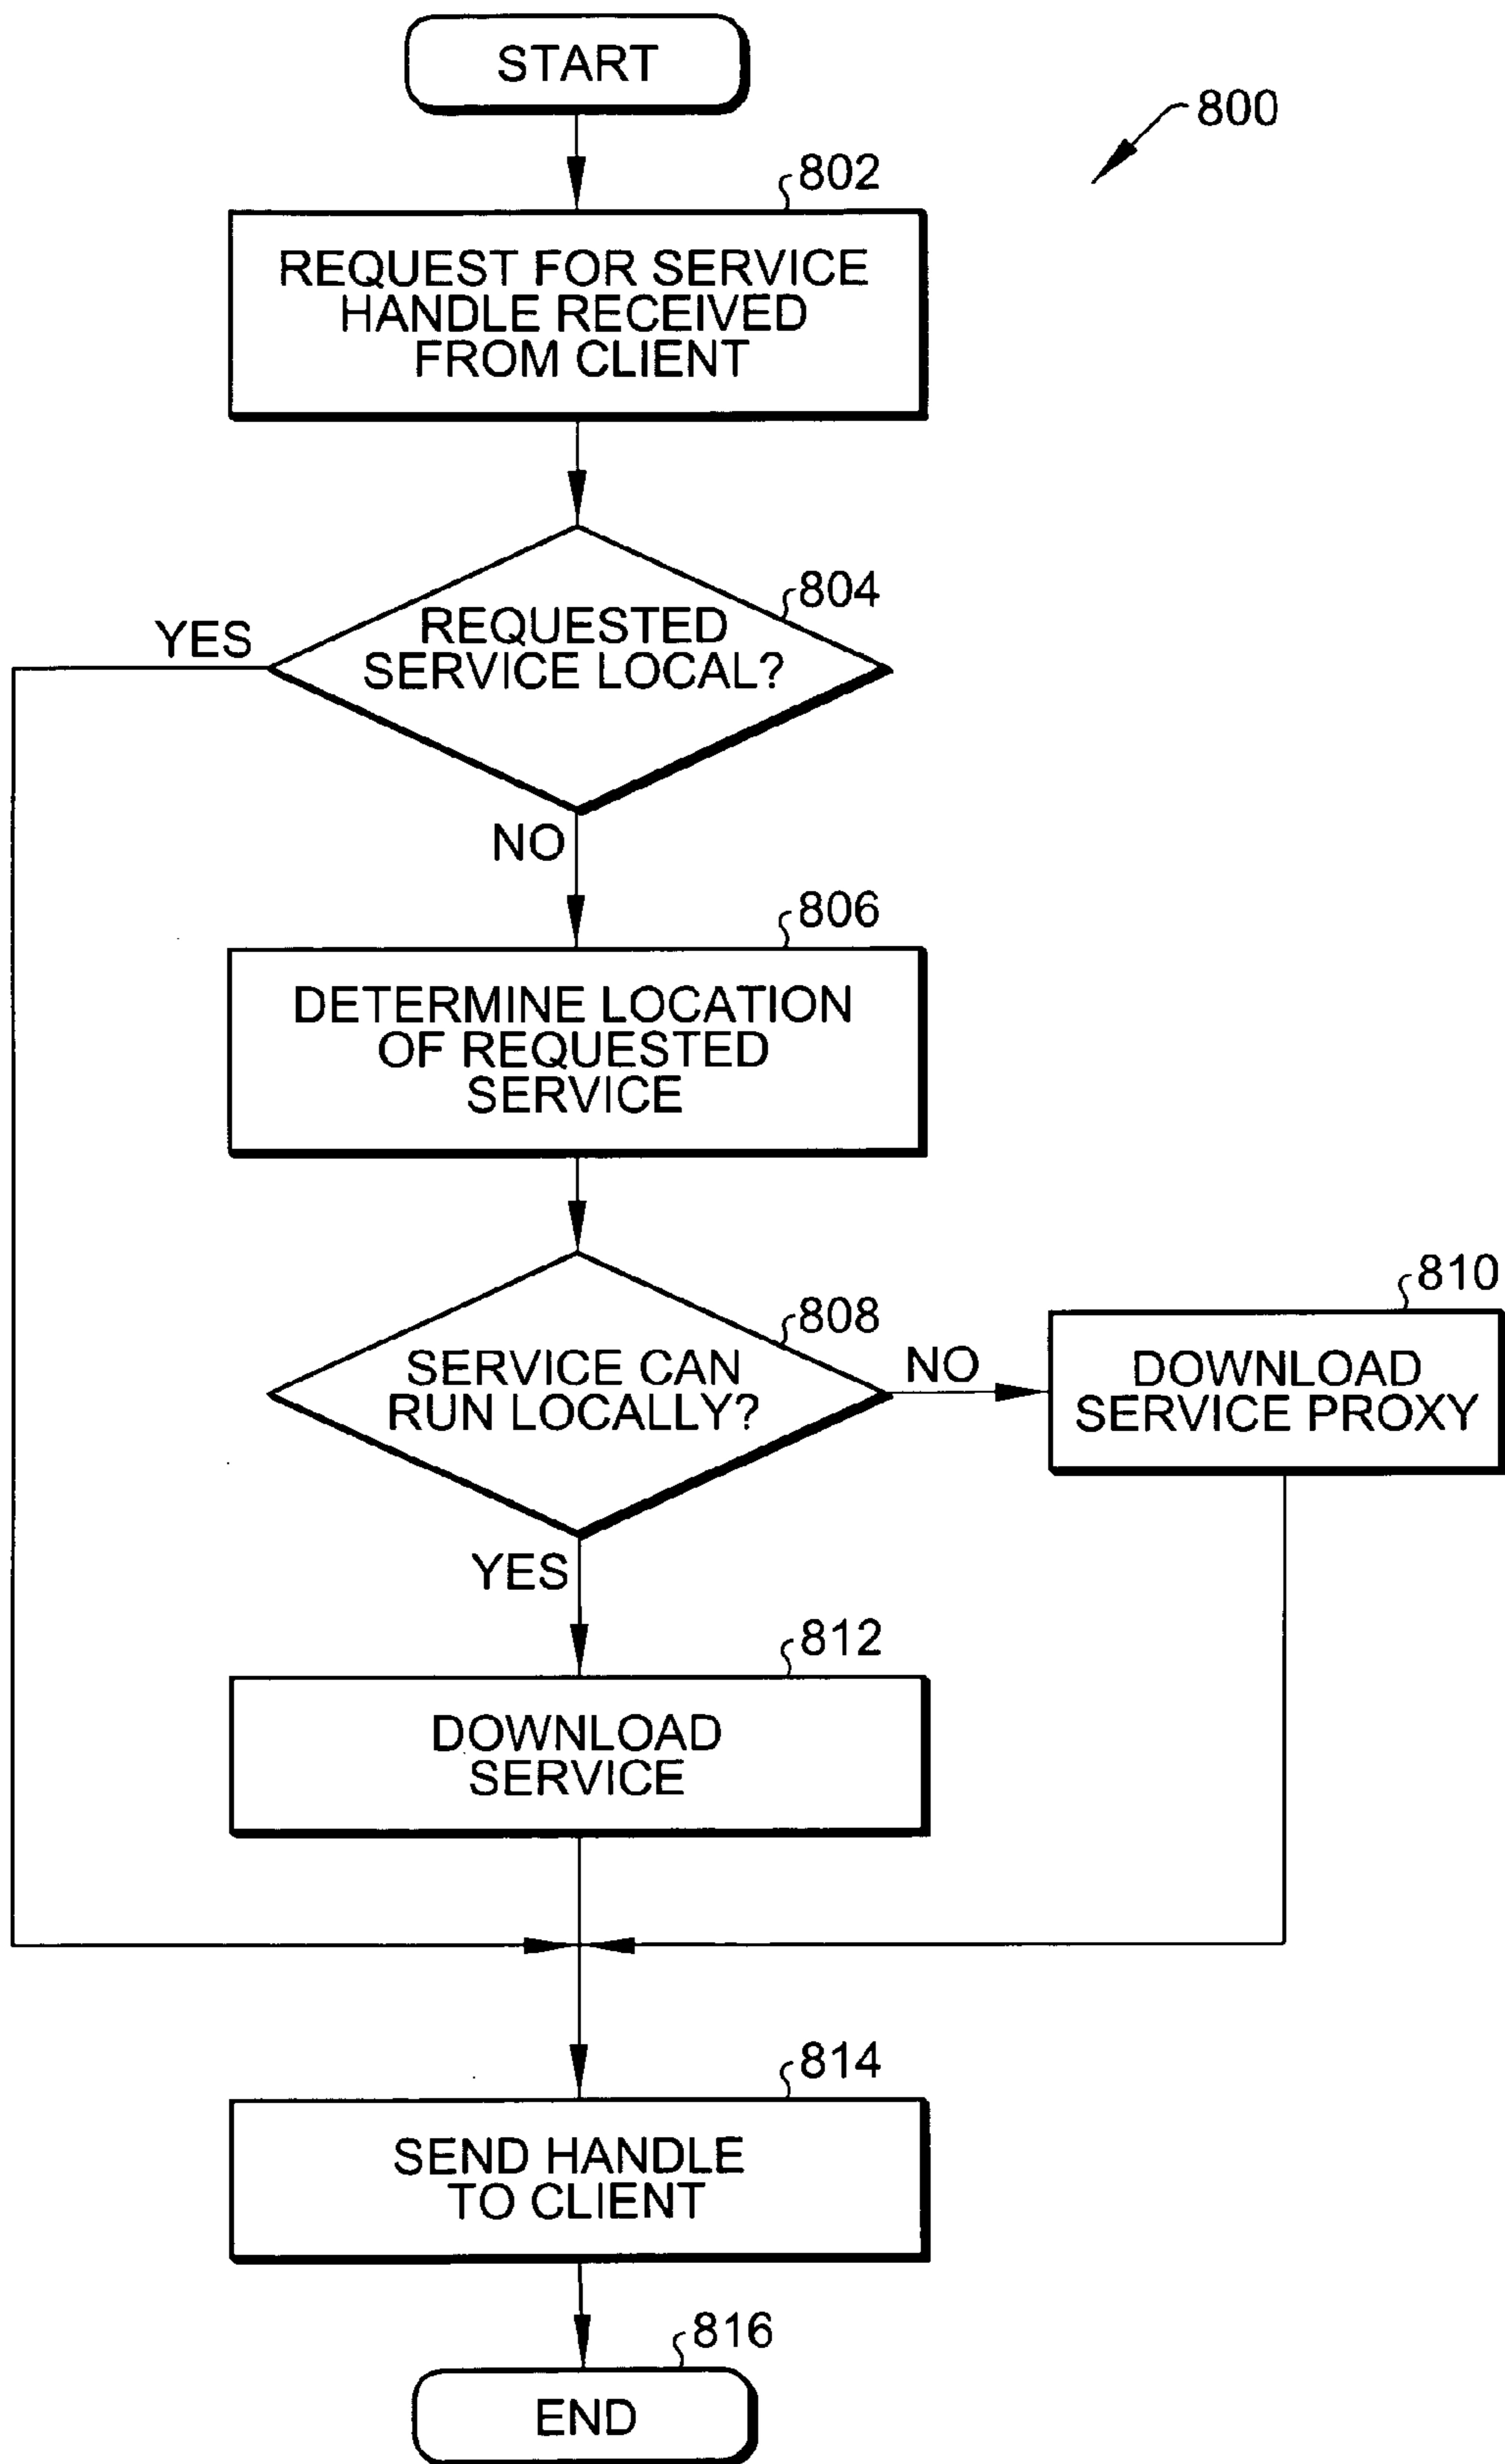 START
800
802
REQUEST FOR SERVICE
HANDLE RECEIVED
FROM CLIENT
804
YES
REQUESTED
SERVICE LOCAL?
NO
806
DETERMINE LOCATION
OF REQUESTED
SERVICE
808
SERVICE CAN
RUN LOCALLY?
NO
810
DOWNLOAD
SERVICE PROXY
YES
812
DOWNLOAD
SERVICE
814
SEND HANDLE
TO CLIENT
816
END